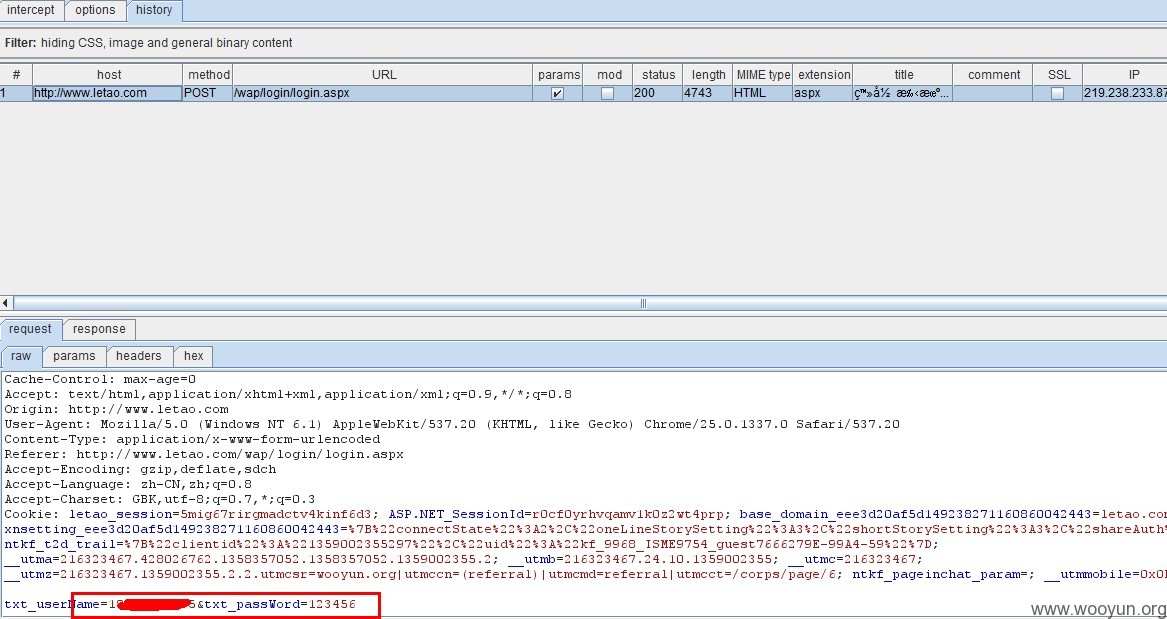 intercept options history
Filter: hiding CSS, image and general binary content
# host method URL params mod status length MIME type extension title comment SSL IP
1 http://www.letao.com POST /wap/login/login.aspx 200 4743 HTML aspx 219.238.233.87
request response
raw params headers hex
Cache-Control: max-age=0
Accept: text/html,application/xhtml+xml,application/xml;q=0.9,*/*;q=0.8
Origin: http://www.letao.com
User-Agent: Mozilla/5.0 (Windows NT 6.1) AppleWebKit/537.20 (KHTML, like Gecko) Chrome/25.0.1337.0 Safari/537.20
Content-Type: application/x-www-form-urlencoded
Referer: http://www.letao.com/wap/login/login.aspx
Accept-Encoding: gzip,deflate,sdch
Accept-Language: zh-CN,zh;q=0.8
Accept-Charset: GBK,utf-8;q=0.7,*;q=0.3
Cookie: letao_session=5mig67rirgmadctv4kinf6d3; ASP.NET_SessionId=r0cf0yrhvqamv1k0z2wt4prp; base_domain_eee3d20af5d149238271160860042443=letao.com
xnsetting_eee3d20af5d149238271160860042443=%7B%22connectState%22%3A2%2C%22oneLineStorySetting%22%3A3%2C%22shortStorySetting%22%3A3%2C%22shareAuth%
ntkf_t2d_trail=%7B%22clientid%22%3A%221359002355297%22%2C%22uid%22%3A%22kf_9968_ISME9754_guest7666279E-99A4-59%22%7D;
__utma=216323467.428026762.1358357052.1358357052.1359002355.2; __utmb=216323467.24.10.1359002355; __utmc=216323467;
__utmz=216323467.1359002355.2.2.utmcsr=wooyun.org|utmccn=(referral)|utmcmd=referral|utmcct=/corps/page/6; ntkf_pageinchat_param=; __utmmobile=0x0
txt_userName=18 5&txt_passWord=123456
www.wooyun.org